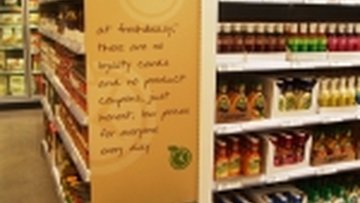 at fresh&easy,
there are no
loyalty cards
and no product
coupons, just
honest, low prices
for everyone
every day